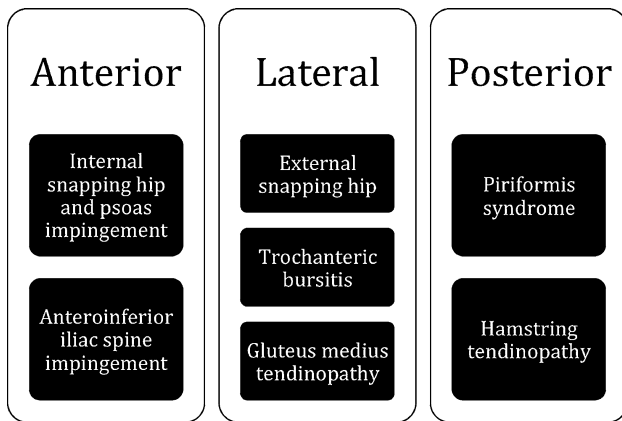 Anterior
Internal
snapping hip
and psoas
impingement
Anteroinferior
iliac spine
impingement
Lateral
External
snapping hip
Trochanteric
bursitis
Gluteus medius
tendinopathy
Posterior
Piriformis
syndrome
Hamstring
tendinopathy